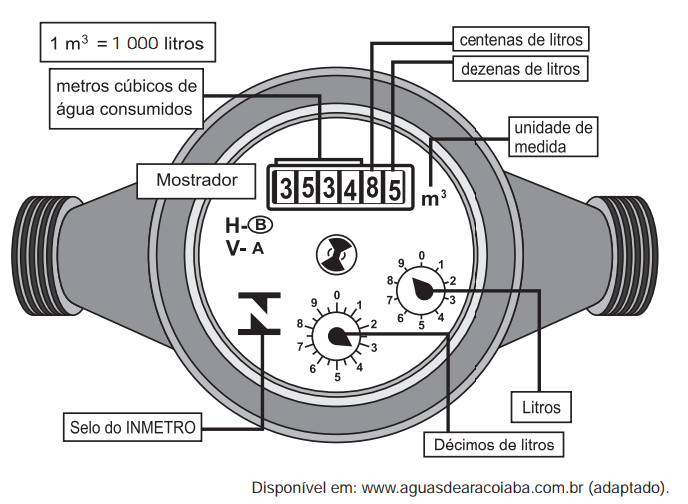 1 m³ = 1 000 litros
centenas de litros
dezenas de litros
metros cúbicos de
água consumidos
unidade de
medida
Mostrador
3 5 3 4 8 5
m³
H-B
V- A
0
1
2
3
4
5
6
7
8
9
0
1
2
3
4
5
6
7
8
9
Litros
Selo do INMETRO
Décimos de litros
Disponível em: www.aguasdearacoiaba.com.br (adaptado).